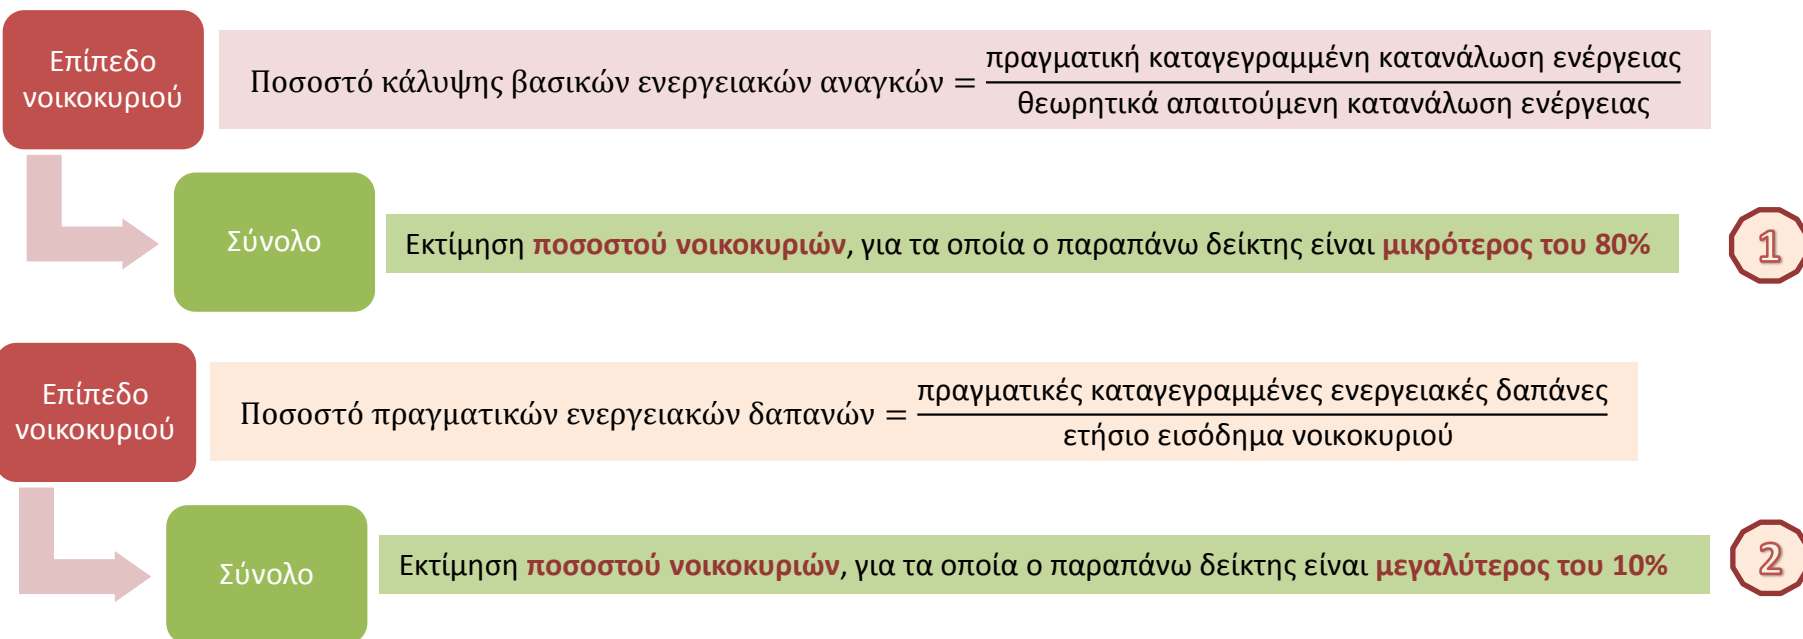 Επίπεδο
νοικοκυριού
Ποσοστό κάλυψης βασικών ενεργειακών αναγκών = πραγματική καταγεγραμμένη κατανάλωση ενέργειας
θεωρητικά απαιτούμενη κατανάλωση ενέργειας
Σύνολο
Εκτίμηση ποσοστού νοικοκυριών, για τα οποία ο παραπάνω δείκτης είναι μικρότερος του 80%
1
Επίπεδο
νοικοκυριού
Ποσοστό πραγματικών ενεργειακών δαπανών = πραγματικές καταγεγραμμένες ενεργειακές δαπάνες
ετήσιο εισόδημα νοικοκυριού
Σύνολο
Εκτίμηση ποσοστού νοικοκυριών, για τα οποία ο παραπάνω δείκτης είναι μεγαλύτερος του 10%
2